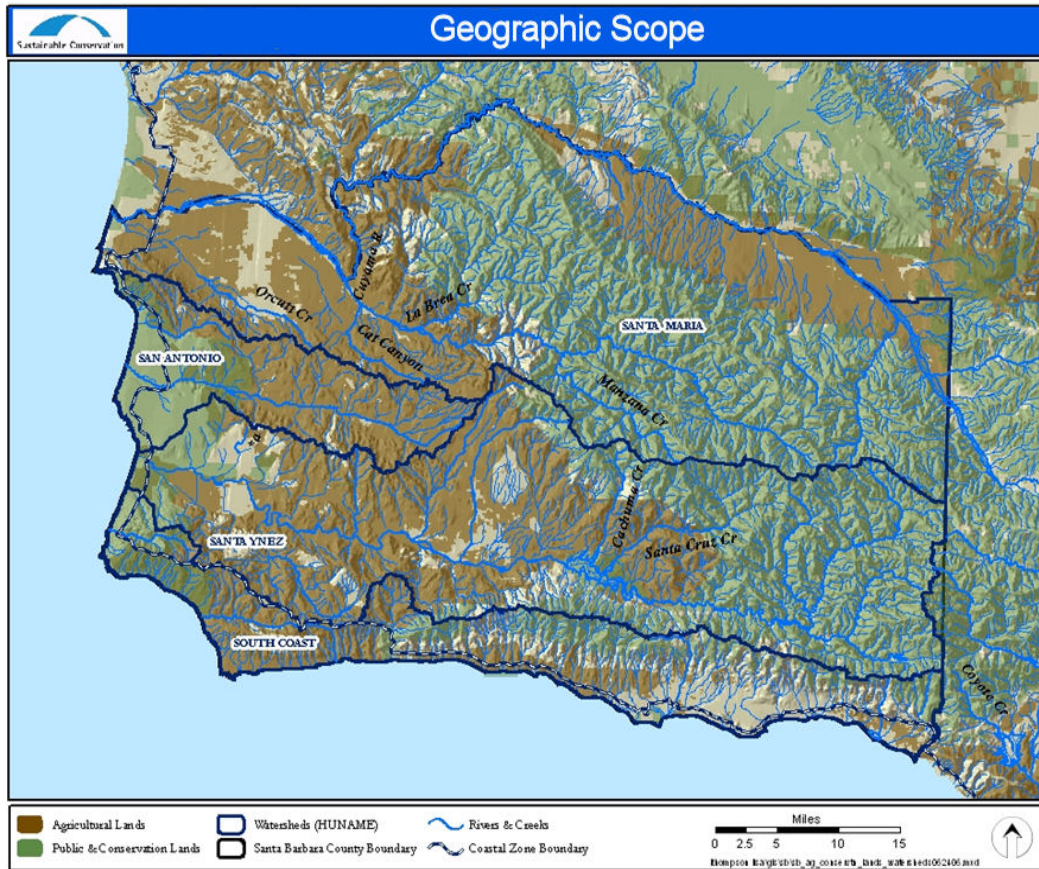 Sustainable Conservation
Geographic Scope
Cuyama R
La Brea Cr
Orcutt Cr
Cat Canyon
SANTA MARIA
SAN ANTONIO
Manzana Cr
Cachuma Cr
SANTA YNEZ
Santa Cruz Cr
SOUTH COAST
Coyote Cr
Agricultural Lands
Public & Conservation Lands
Watersheds (HUNAME)
Santa Barbara County Boundary
Rivers & Creeks
Coastal Zone Boundary
Miles
0 2.5 5 10 15